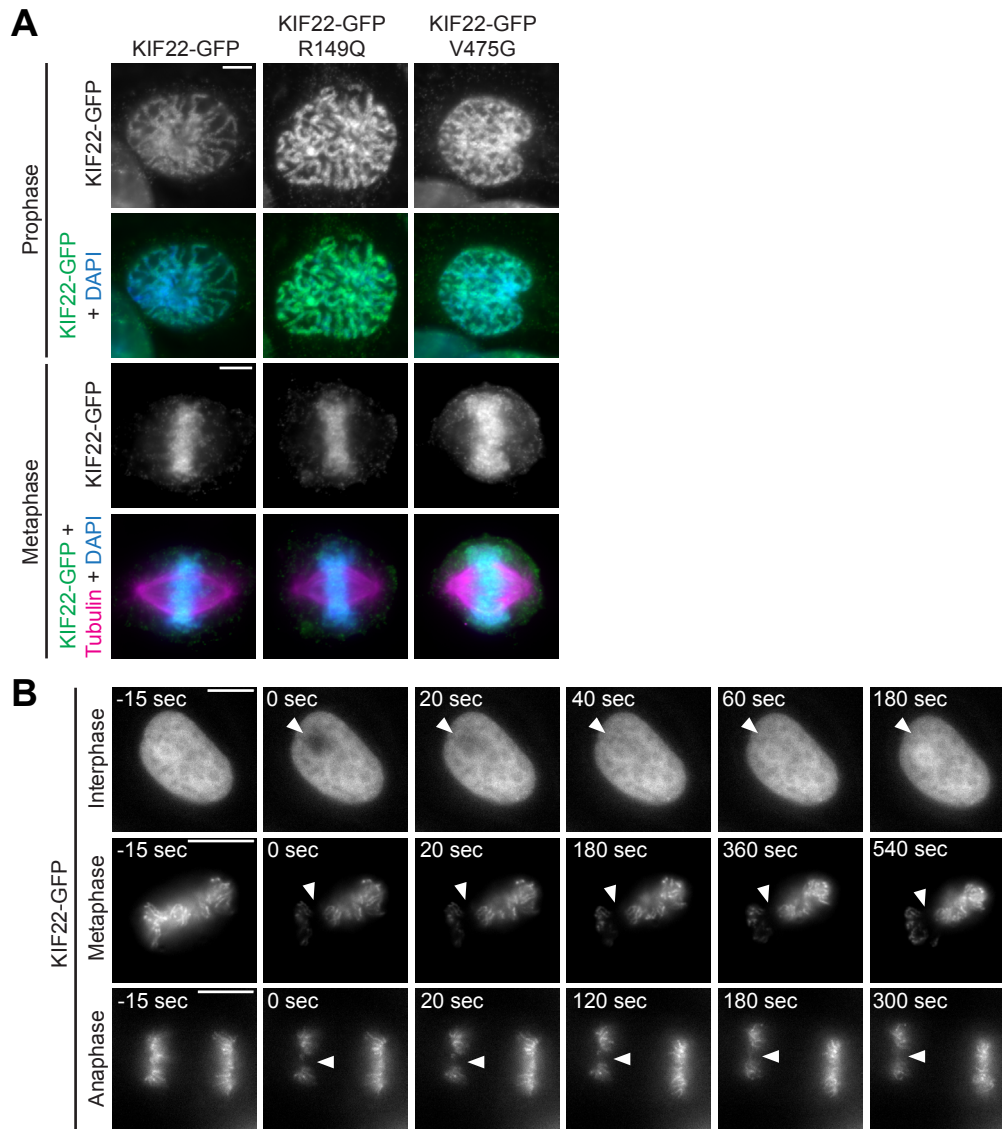 A
KIF22-GFP
KIF22-GFP
R149Q
KIF22-GFP
V475G
Prophase
KIF22-GFP
KIF22-GFP
+ DAPI
Metaphase
KIF22-GFP
KIF22-GFP +
Tubulin + DAPI
B
KIF22-GFP
Interphase
-15 sec
0 sec
20 sec
40 sec
60 sec
180 sec
Metaphase
-15 sec
0 sec
20 sec
180 sec
360 sec
540 sec
Anaphase
-15 sec
0 sec
20 sec
120 sec
180 sec
300 sec